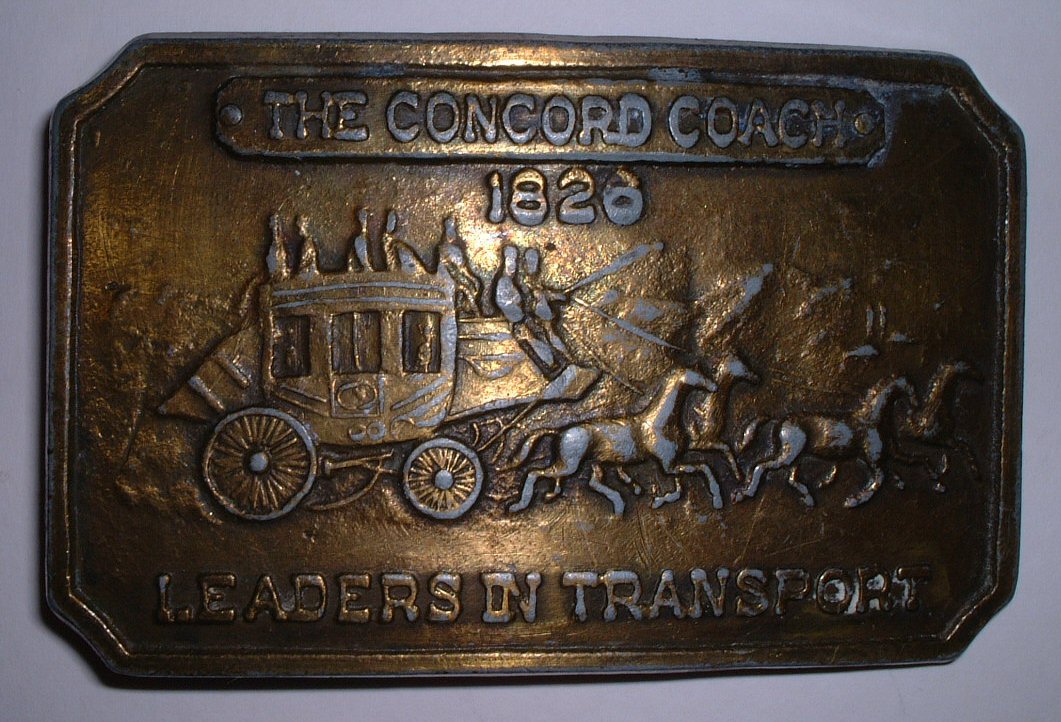 THE CONCORD COACH
1826
LEADERS IN TRANSPORT